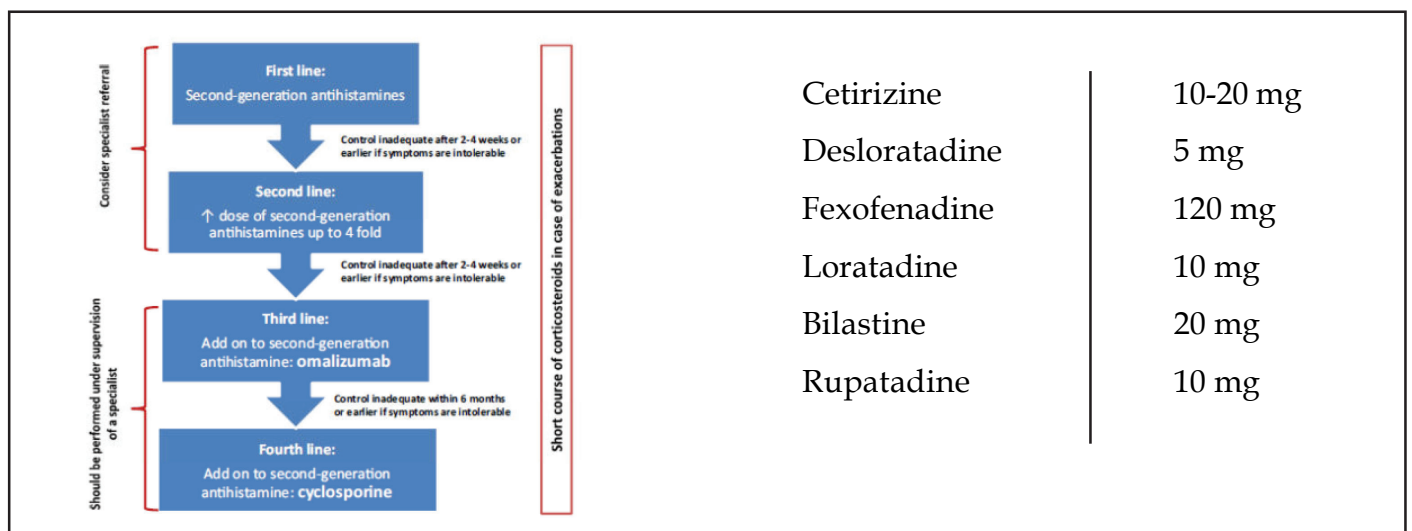 Consider specialist referral
First line:
Second-generation antihistamines
Control inadequate after 2-4 weeks or
earlier if symptoms are intolerable
Second line:
↑ dose of second-generation
antihistamines up to 4 fold
Control inadequate after 2-4 weeks or
earlier if symptoms are intolerable
Should be performed under supervision
of a specialist
Third line:
Add on to second-generation
antihistamine: omalizumab
Control inadequate within 6 months
or earlier if symptoms are intolerable
Fourth line:
Add on to second-generation
antihistamine: cyclosporine
Short course of corticosteroids in case of exacerbations
Cetirizine 10-20 mg
Desloratadine 5 mg
Fexofenadine 120 mg
Loratadine 10 mg
Bilastine 20 mg
Rupatadine 10 mg